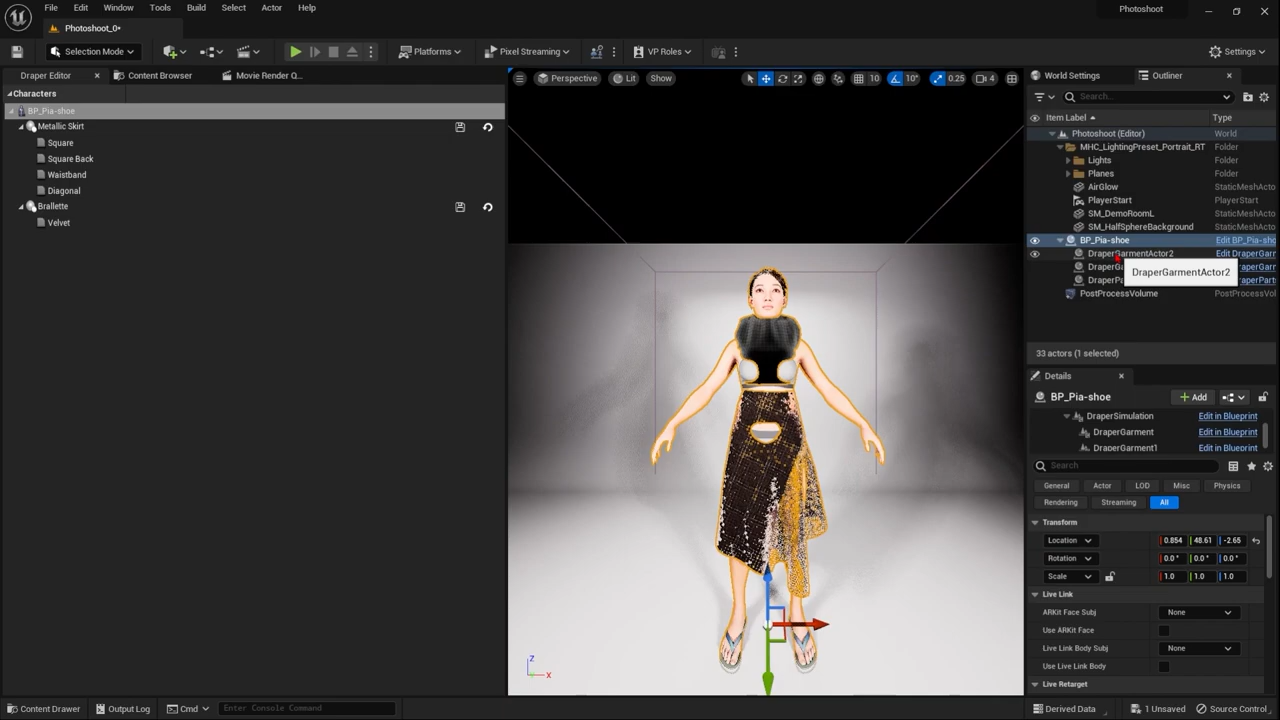 File Edit Window Tools Build Select Actor Help
Photoshoot
Photoshoot_0*
Selection Mode
Platforms
Pixel Streaming
VP Roles
Settings
Draper Editor
Content Browser
Movie Render Q...
Characters
BP_Pia-shoe
Metallic Skirt
Square
Square Back
Waistband
Diagonal
Brallette
Velvet
Perspective
Lit
Show
10
10°
0.25
4
Z
X
World Settings
Outliner
Search...
Item Label
Type
Photoshoot (Editor) World
MHC_LightingPreset_Portrait_RT Folder
Lights Folder
Planes Folder
AirGlow StaticMeshActo
PlayerStart PlayerStart
SM_DemoRoomL StaticMeshActo
SM_HalfSphereBackground StaticMeshActo
BP_Pia-shoe Edit BP_Pia-sho
DraperGarmentActor2 Edit DraperGarr
DraperGa
DraperGarmentActor2
aperGarr
DraperPa
aperPart
PostProcessVolume PostProcessVol
33 actors (1 selected)
Details
BP_Pia-shoe
Add
DraperSimulation Edit in Blueprint
DraperGarment Edit in Blueprint
DraperGarment1 Edit in Blueprint
Search
General Actor LOD Misc Physics
Rendering Streaming All
Transform
Location 0.854 48.61 -2.65
Rotation 0.0° 0.0° 0.0°
Scale 1.0 1.0 1.0
Live Link
ARKit Face Subj None
Use ARKit Face
Live Link Body Subj None
Use Live Link Body
Live Retarget
Content Drawer
Output Log
Cmd
Enter Console Command
Derived Data
1 Unsaved
Source Control